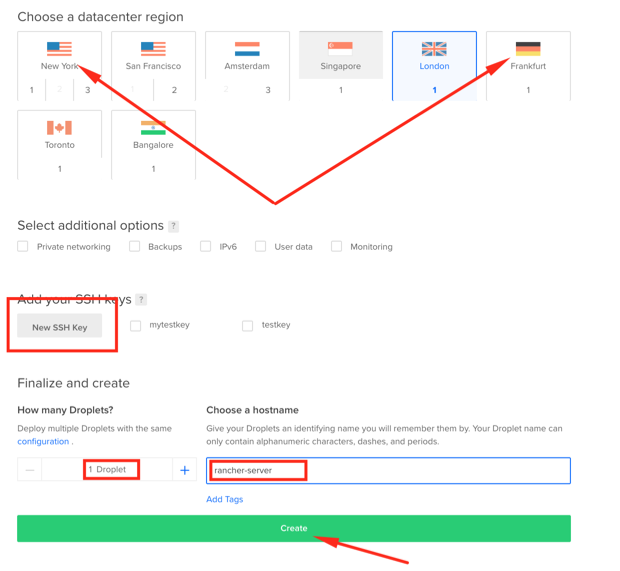 Choose a datacenter region
New York
San Francisco
Amsterdam
Singapore
London
Frankfurt
1 2 3
1 2
2 3
1
1
1
Toronto
Bangalore
1
1
Select additional options ?
Private networking
Backups
IPv6
User data
Monitoring
Add your SSH keys ?
New SSH Key
mytestkey
testkey
Finalize and create
How many Droplets?
Deploy multiple Droplets with the same
configuration .
1 Droplet
Choose a hostname
Give your Droplets an identifying name you will remember them by. Your Droplet name can
only contain alphanumeric characters, dashes, and periods.
rancher-server
Add Tags
Create